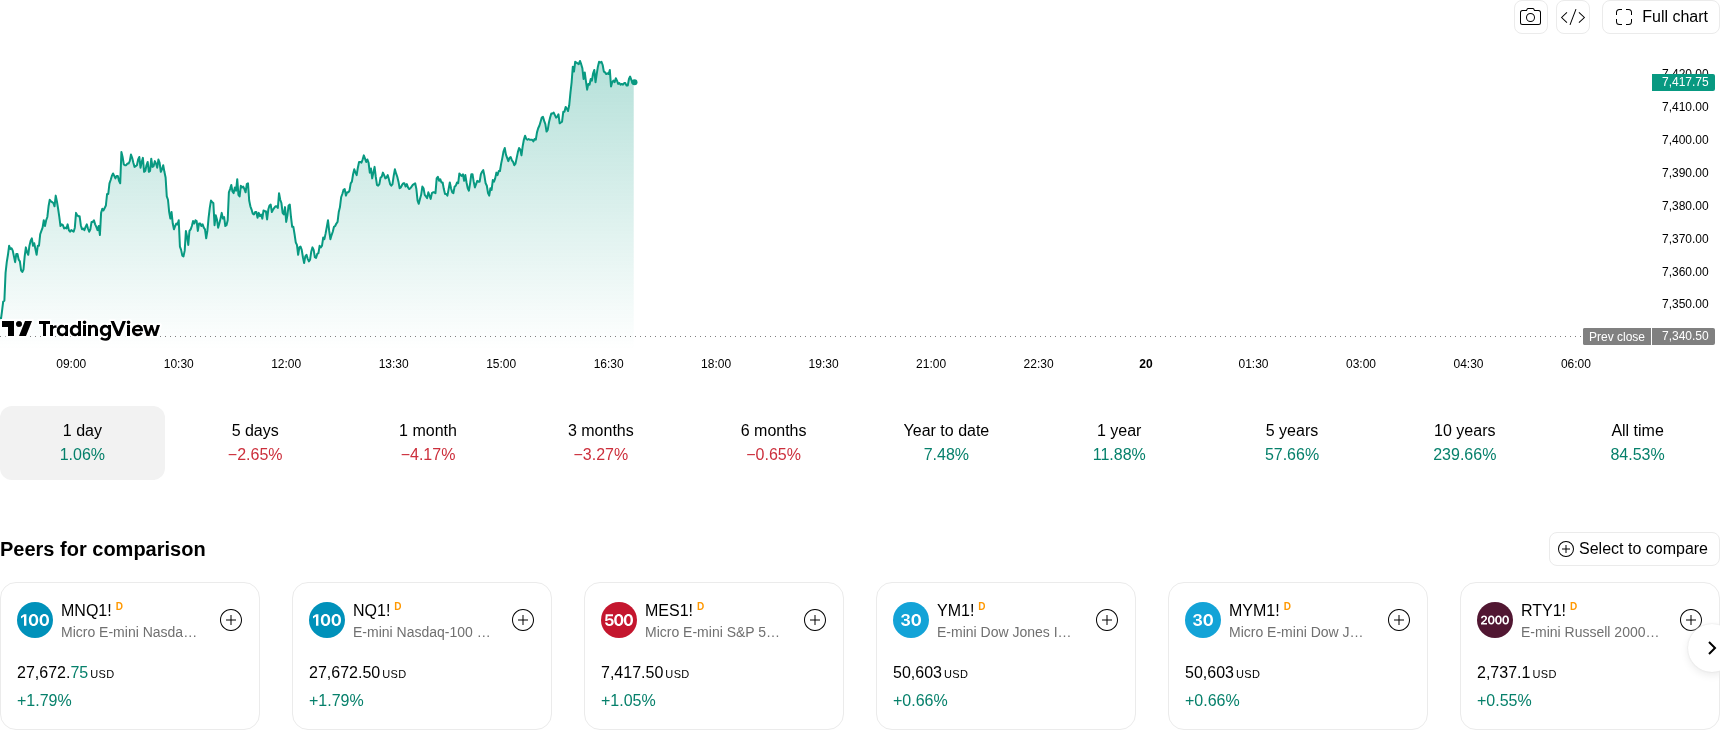 Full chart
7,420.00
7,417.75
7,410.00
7,400.00
7,390.00
7,380.00
7,370.00
7,360.00
7,350.00
Prev close 7,340.50
TradingView
09:00 10:30 12:00 13:30 15:00 16:30 18:00 19:30 21:00 22:30 20 01:30 03:00 04:30 06:00
1 day 5 days 1 month 3 months 6 months Year to date 1 year 5 years 10 years All time
1.06% −2.65% −4.17% −3.27% −0.65% 7.48% 11.88% 57.66% 239.66% 84.53%
Peers for comparison
Select to compare
100 MNQ1! D
Micro E-mini Nasda…
27,672.75 USD
+1.79%
100 NQ1! D
E-mini Nasdaq-100 …
27,672.50 USD
+1.79%
500 MES1! D
Micro E-mini S&P 5…
7,417.50 USD
+1.05%
30 YM1! D
E-mini Dow Jones I…
50,603 USD
+0.66%
30 MYM1! D
Micro E-mini Dow J…
50,603 USD
+0.66%
2000 RTY1! D
E-mini Russell 2000…
2,737.1 USD
+0.55%